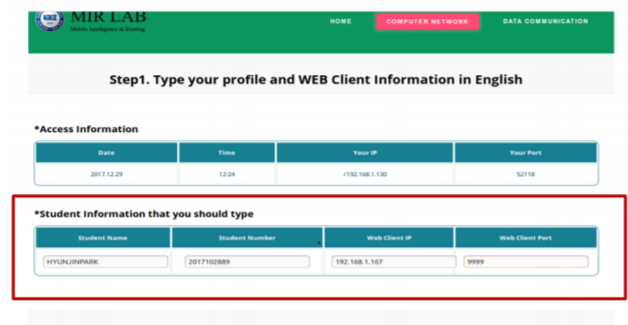 MIR LAB
Mobile Intelligence & Routing
HOME COMPUTER NETWORK DATA COMMUNICATION
Step1. Type your profile and WEB Client Information in English
*Access Information
Date Time Your IP Your Port
2017.12.29 12:24 /192.168.1.130 52118
*Student Information that you should type
Student Name Student Number Web Client IP Web Client Port
HYUNJINPARK 2017102889 192.168.1.167 9999